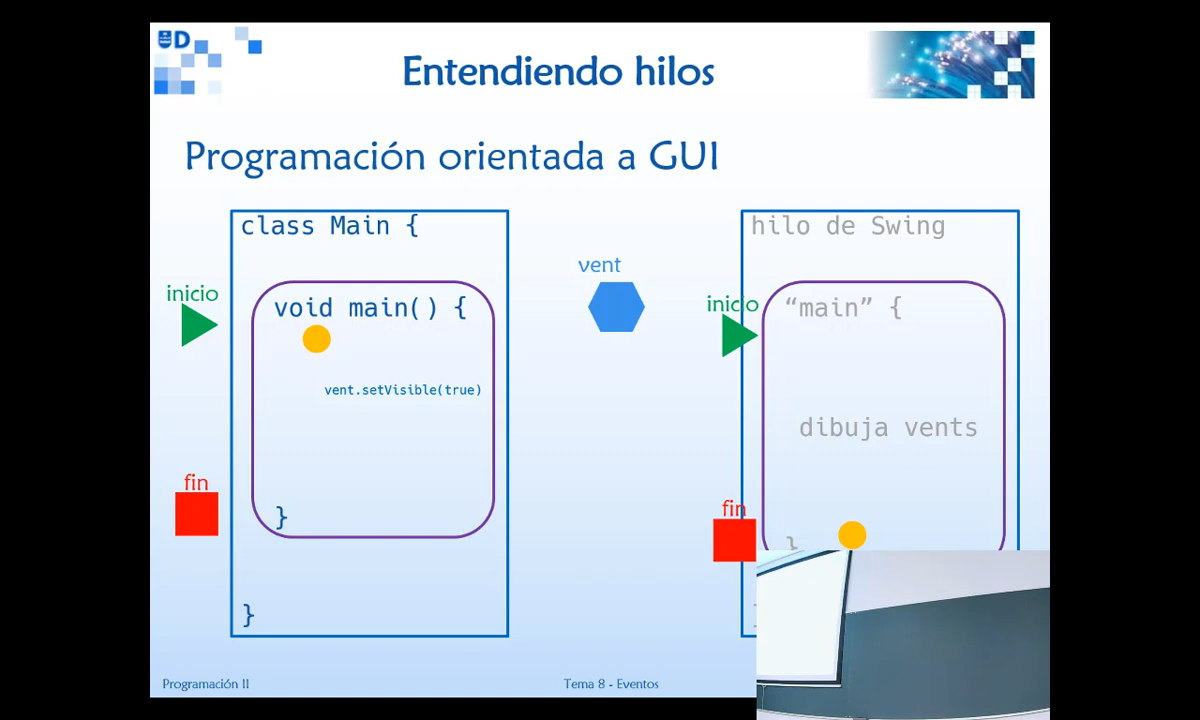 UD
Entendiendo hilos
Programación orientada a GUI
class Main {
inicio
void main() {
vent.setVisible(true)
fin
}
}
vent
hilo de Swing
inicio
“main” {
dibuja vents
fin
}
Programación II
Tema 8 - Eventos